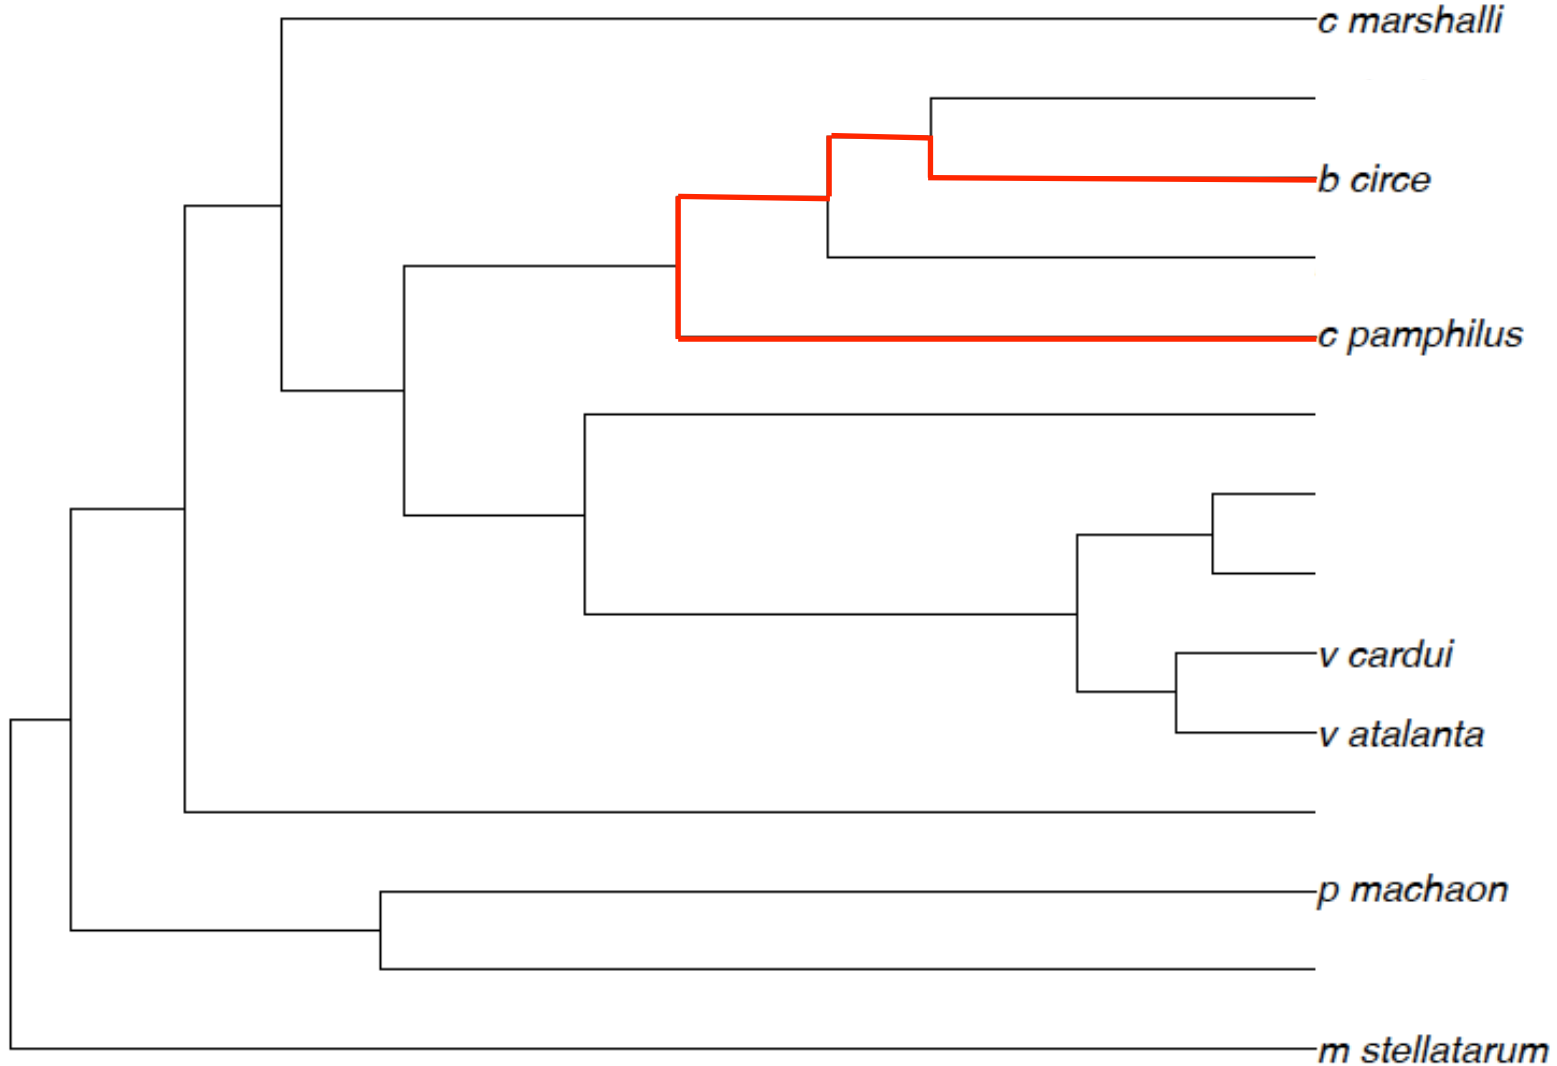 c marshalli
b circe
c pamphilus
v cardui
v atalanta
p machaon
m stellatarum